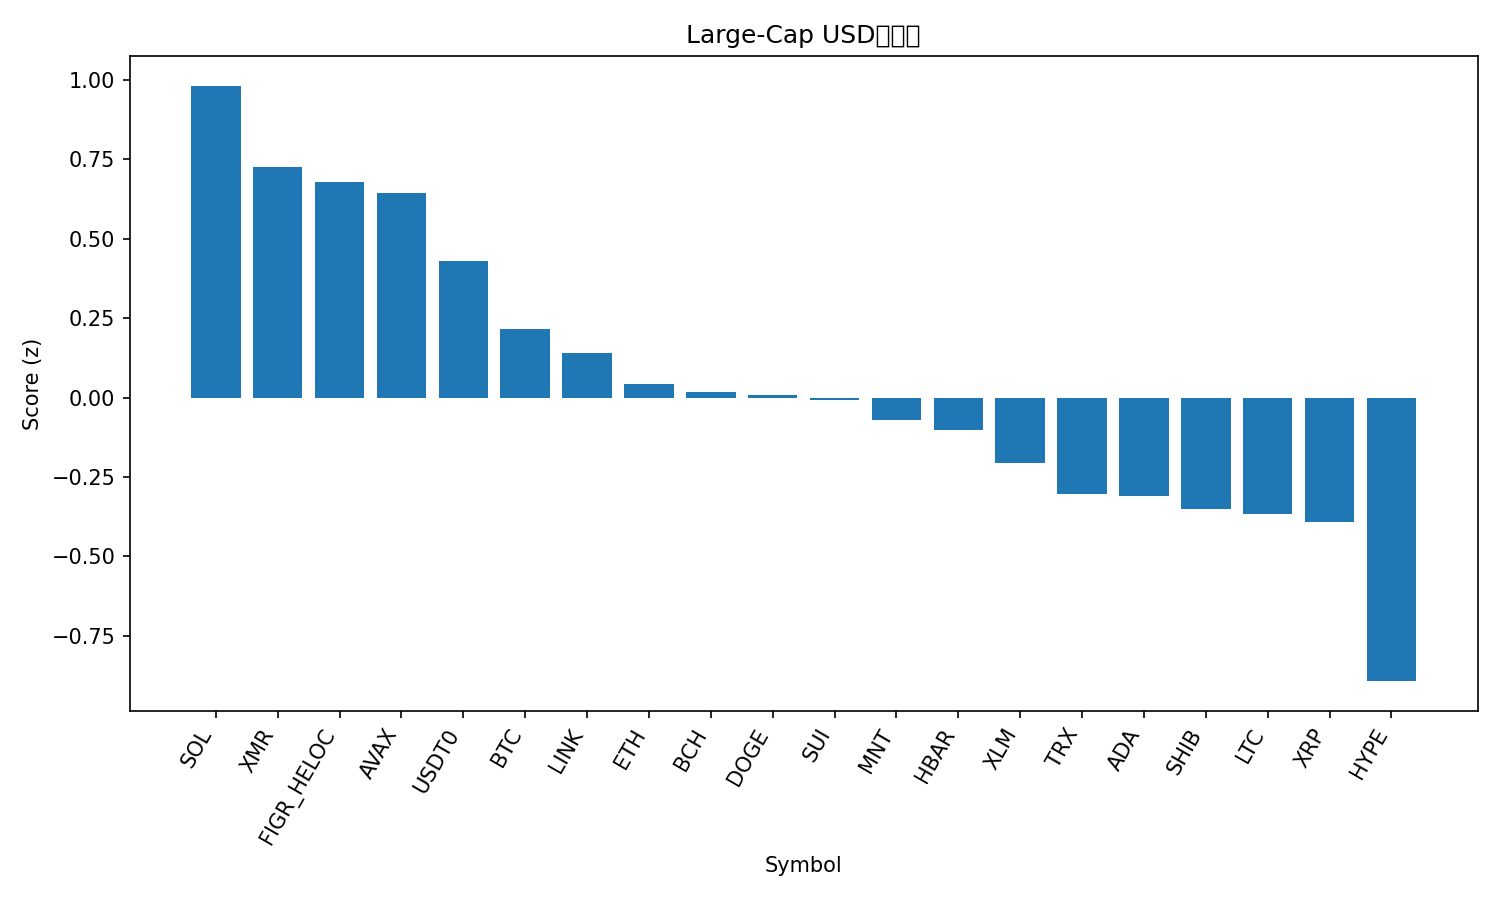 Large-Cap USD
1.00
0.75
0.50
0.25
0.00
−0.25
−0.50
−0.75
Score (z)
SOL
XMR
FIGR_HELOC
AVAX
USDT0
BTC
LINK
ETH
BCH
DOGE
SUI
MNT
HBAR
XLM
TRX
ADA
SHIB
LTC
XRP
HYPE
Symbol